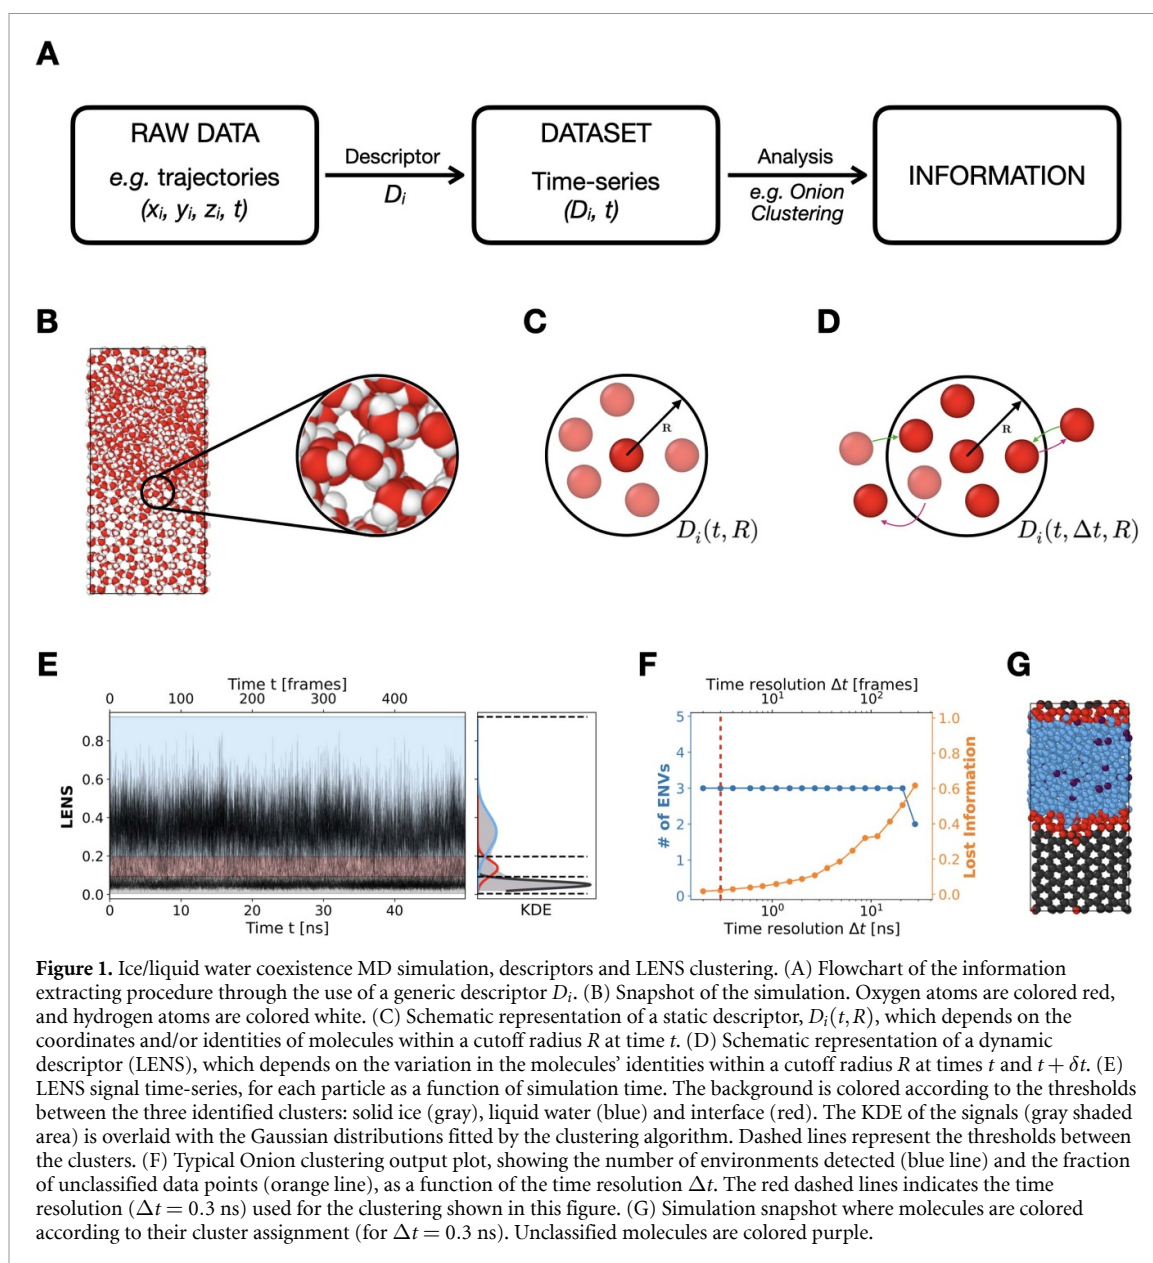 A
RAW DATA
e.g. trajectories
(xᵢ, yᵢ, zᵢ, t)
Descriptor
Dᵢ
DATASET
Time-series
(Dᵢ, t)
Analysis
e.g. Onion
Clustering
INFORMATION
B
C
R
Dᵢ(t, R)
D
R
Dᵢ(t, Δt, R)
E
Time t [frames]
0 100 200 300 400
LENS
0.8
0.6
0.4
0.2
0.0
0 10 20 30 40
Time t [ns]
KDE
F
Time resolution Δt [frames]
10¹ 10²
# of ENVs
5
4
3
2
1
0
1.0
0.8
0.6
0.4
0.2
0.0
Lost Information
10⁰ 10¹
Time resolution Δt [ns]
G
Figure 1. Ice/liquid water coexistence MD simulation, descriptors and LENS clustering. (A) Flowchart of the information
extracting procedure through the use of a generic descriptor Dᵢ. (B) Snapshot of the simulation. Oxygen atoms are colored red,
and hydrogen atoms are colored white. (C) Schematic representation of a static descriptor, Dᵢ(t, R), which depends on the
coordinates and/or identities of molecules within a cutoff radius R at time t. (D) Schematic representation of a dynamic
descriptor (LENS), which depends on the variation in the molecules' identities within a cutoff radius R at times t and t + δt. (E)
LENS signal time-series, for each particle as a function of simulation time. The background is colored according to the thresholds
between the three identified clusters: solid ice (gray), liquid water (blue) and interface (red). The KDE of the signals (gray shaded
area) is overlaid with the Gaussian distributions fitted by the clustering algorithm. Dashed lines represent the thresholds between
the clusters. (F) Typical Onion clustering output plot, showing the number of environments detected (blue line) and the fraction
of unclassified data points (orange line), as a function of the time resolution Δt. The red dashed lines indicates the time
resolution (Δt = 0.3 ns) used for the clustering shown in this figure. (G) Simulation snapshot where molecules are colored
according to their cluster assignment (for Δt = 0.3 ns). Unclassified molecules are colored purple.